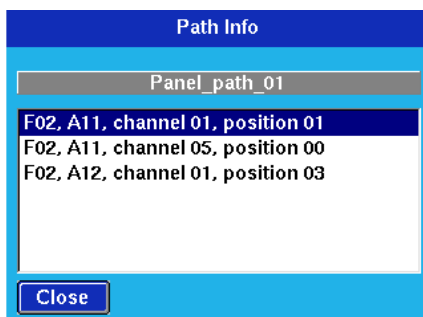 Path Info
Panel_path_01
F02, A11, channel 01, position 01
F02, A11, channel 05, position 00
F02, A12, channel 01, position 03
Close